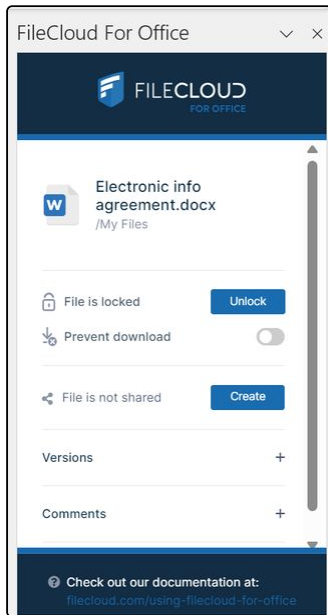 FileCloud For Office
FILECLOUD
FOR OFFICE
W
Electronic info
agreement.docx
/My Files
File is locked
Unlock
Prevent download
File is not shared
Create
Versions
+
Comments
+
Check out our documentation at:
filecloud.com/using-filecloud-for-office